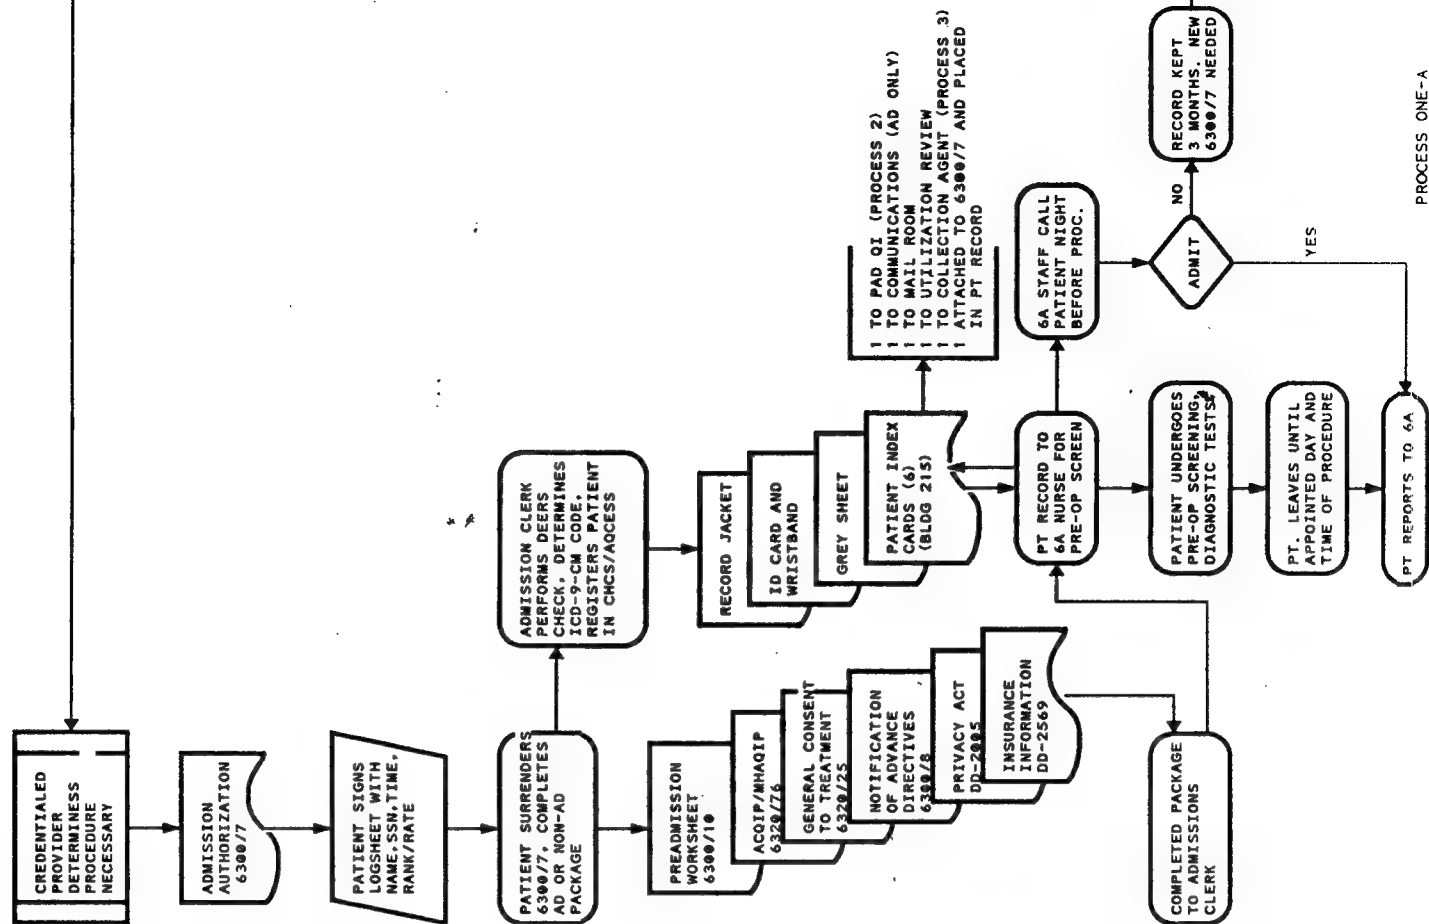 CREDENTIALED
PROVIDER
DETERMINESS
PROCEDURE
NECESSARY
ADMISSION
AUTHORIZATION
6300/7
PATIENT SIGNS
LOGSHEET WITH
NAME,SSN,TIME,
RANK/RATE
PATIENT SURRENDERS
6300/7, COMPLETES
AD OR NON-AD
PACKAGE
ADMISSION CLERK
PERFORMS DEERS
CHECK, DETERMINES
ICD-9-CM CODE,
REGISTERS PATIENT
IN CHCS/AQCESS
PREADMISSION
WORKSHEET
6300/10
ACQIP/MHAQIP
6320/76
GENERAL CONSENT
TO TREATMENT
6320/25
NOTIFICATION
OF ADVANCE
DIRECTIVES
6300/8
PRIVACY ACT
DD-2005
INSURANCE
INFORMATION
DD-2569
COMPLETED PACKAGE
TO ADMISSIONS
CLERK
RECORD JACKET
ID CARD AND
WRISTBAND
GREY SHEET
PATIENT INDEX
CARDS (6)
(BLDG 215)
1 TO PAD QI (PROCESS 2)
1 TO COMMUNICATIONS (AD ONLY)
1 TO MAIL ROOM
1 TO UTILIZATION REVIEW
1 TO COLLECTION AGENT (PROCESS 3)
1 ATTACHED TO 6300/7 AND PLACED
IN PT RECORD
PT RECORD TO
6A NURSE FOR
PRE-OP SCREEN
6A STAFF CALL
PATIENT NIGHT
BEFORE PROC.
ADMIT
NO
RECORD KEPT
3 MONTHS. NEW
6300/7 NEEDED
YES
PATIENT UNDERGOES
PRE-OP SCREENING,
DIAGNOSTIC TESTS
PT. LEAVES UNTIL
APPOINTED DAY AND
TIME OF PROCEDURE
PT REPORTS TO 6A
PROCESS ONE-A